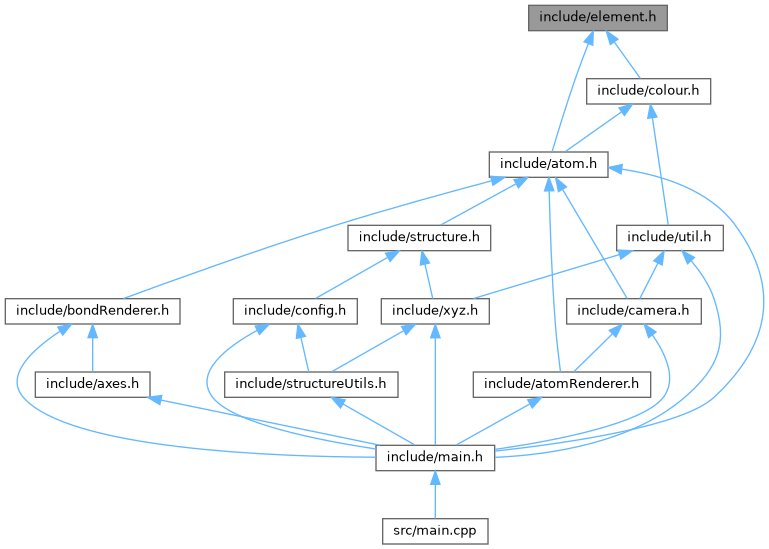 include/element.h
include/colour.h
include/atom.h
include/structure.h
include/util.h
include/bondRenderer.h
include/config.h
include/xyz.h
include/camera.h
include/axes.h
include/structureUtils.h
include/atomRenderer.h
include/main.h
src/main.cpp